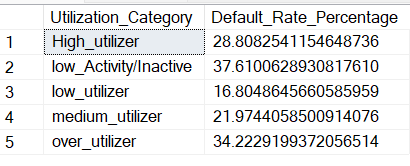 Utilization_Category Default_Rate_Percentage
1 High_utilizer 28.8082541154648736
2 low_Activity/Inactive 37.6100628930817610
3 low_utilizer 16.8048645660585959
4 medium_utilizer 21.9744058500914076
5 over_utilizer 34.2229199372056514